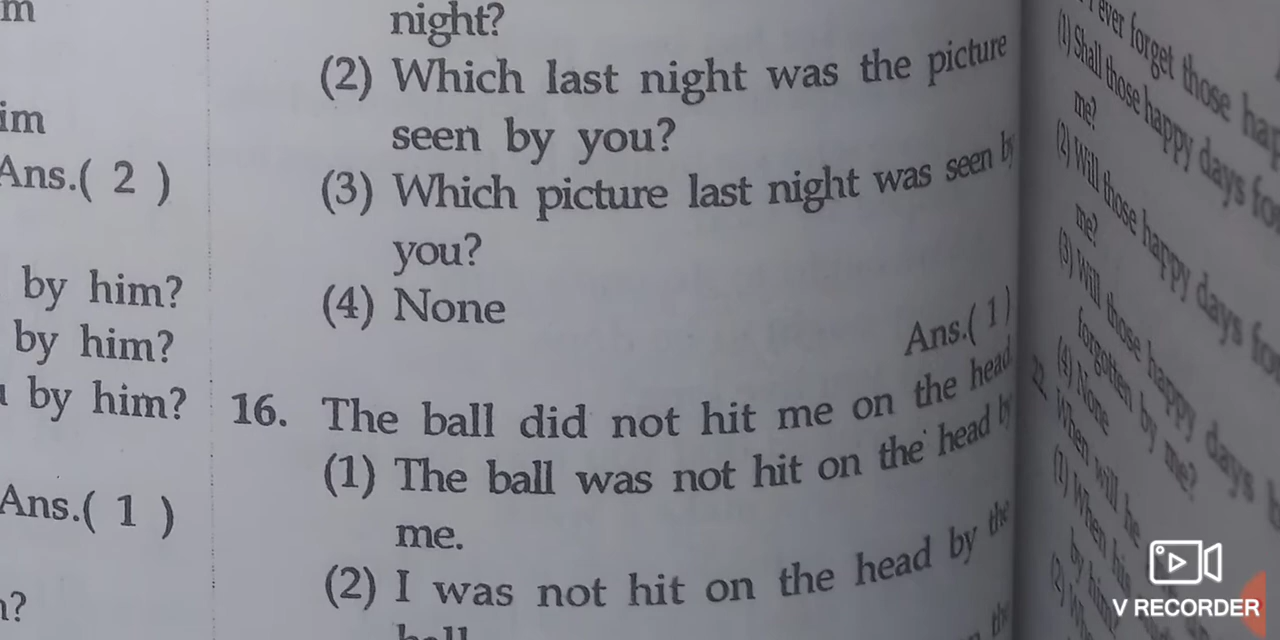 m
im
Ans.( 2 )
by him?
by him?
by him?
Ans.( 1 )
night?
(2) Which last night was the picture
seen by you?
(3) Which picture last night was seen
you?
(4) None
Ans.( 1 )
16. The ball did not hit me on the head
(1) The ball was not hit on the head
me.
(2) I was not hit on the head by the
ball
ever forget those
(1) Shall those happy days
me?
(2) Will those happy days
me?
(3) Will those happy days
forgotten by me?
(4) None
22. When will he
(1) When his
by him
(2)
V RECORDER